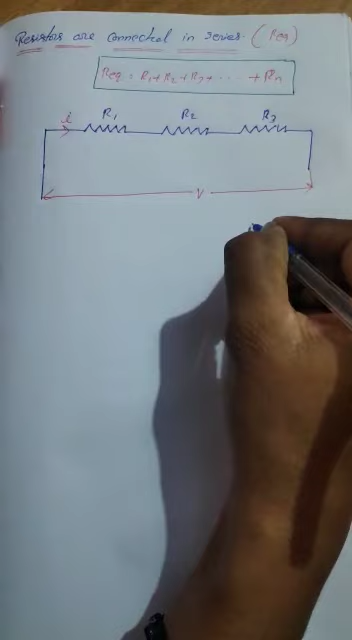 Resistors are connected in series. (Req)
Req = R1 + R2 + R3 + ..... + Rn
i R1 R2 R3
V